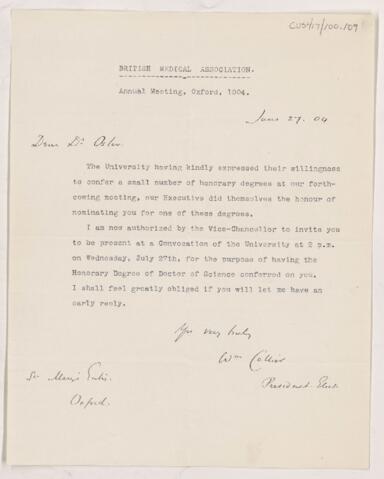 CUS417/100.109
BRITISH MEDICAL ASSOCIATION.
Annual Meeting, Oxford, 1904.
June 27. 04
Dear Dr Osler.
The University having kindly expressed their willingness
to confer a small number of honorary degrees at our forth-
coming meeting, our Executive did themselves the honour of
nominating you for one of these degrees.
I am now authorized by the Vice-Chancellor to invite you
to be present at a Convocation of the University at 2 p.m.
on Wednesday, July 27th, for the purpose of having the
Honorary Degree of Doctor of Science conferred on you.
I shall feel greatly obliged if you will let me have an
early reply.
Yrs very truly
Wm Collier
President Elect
St Mary's Entry.
Oxford.